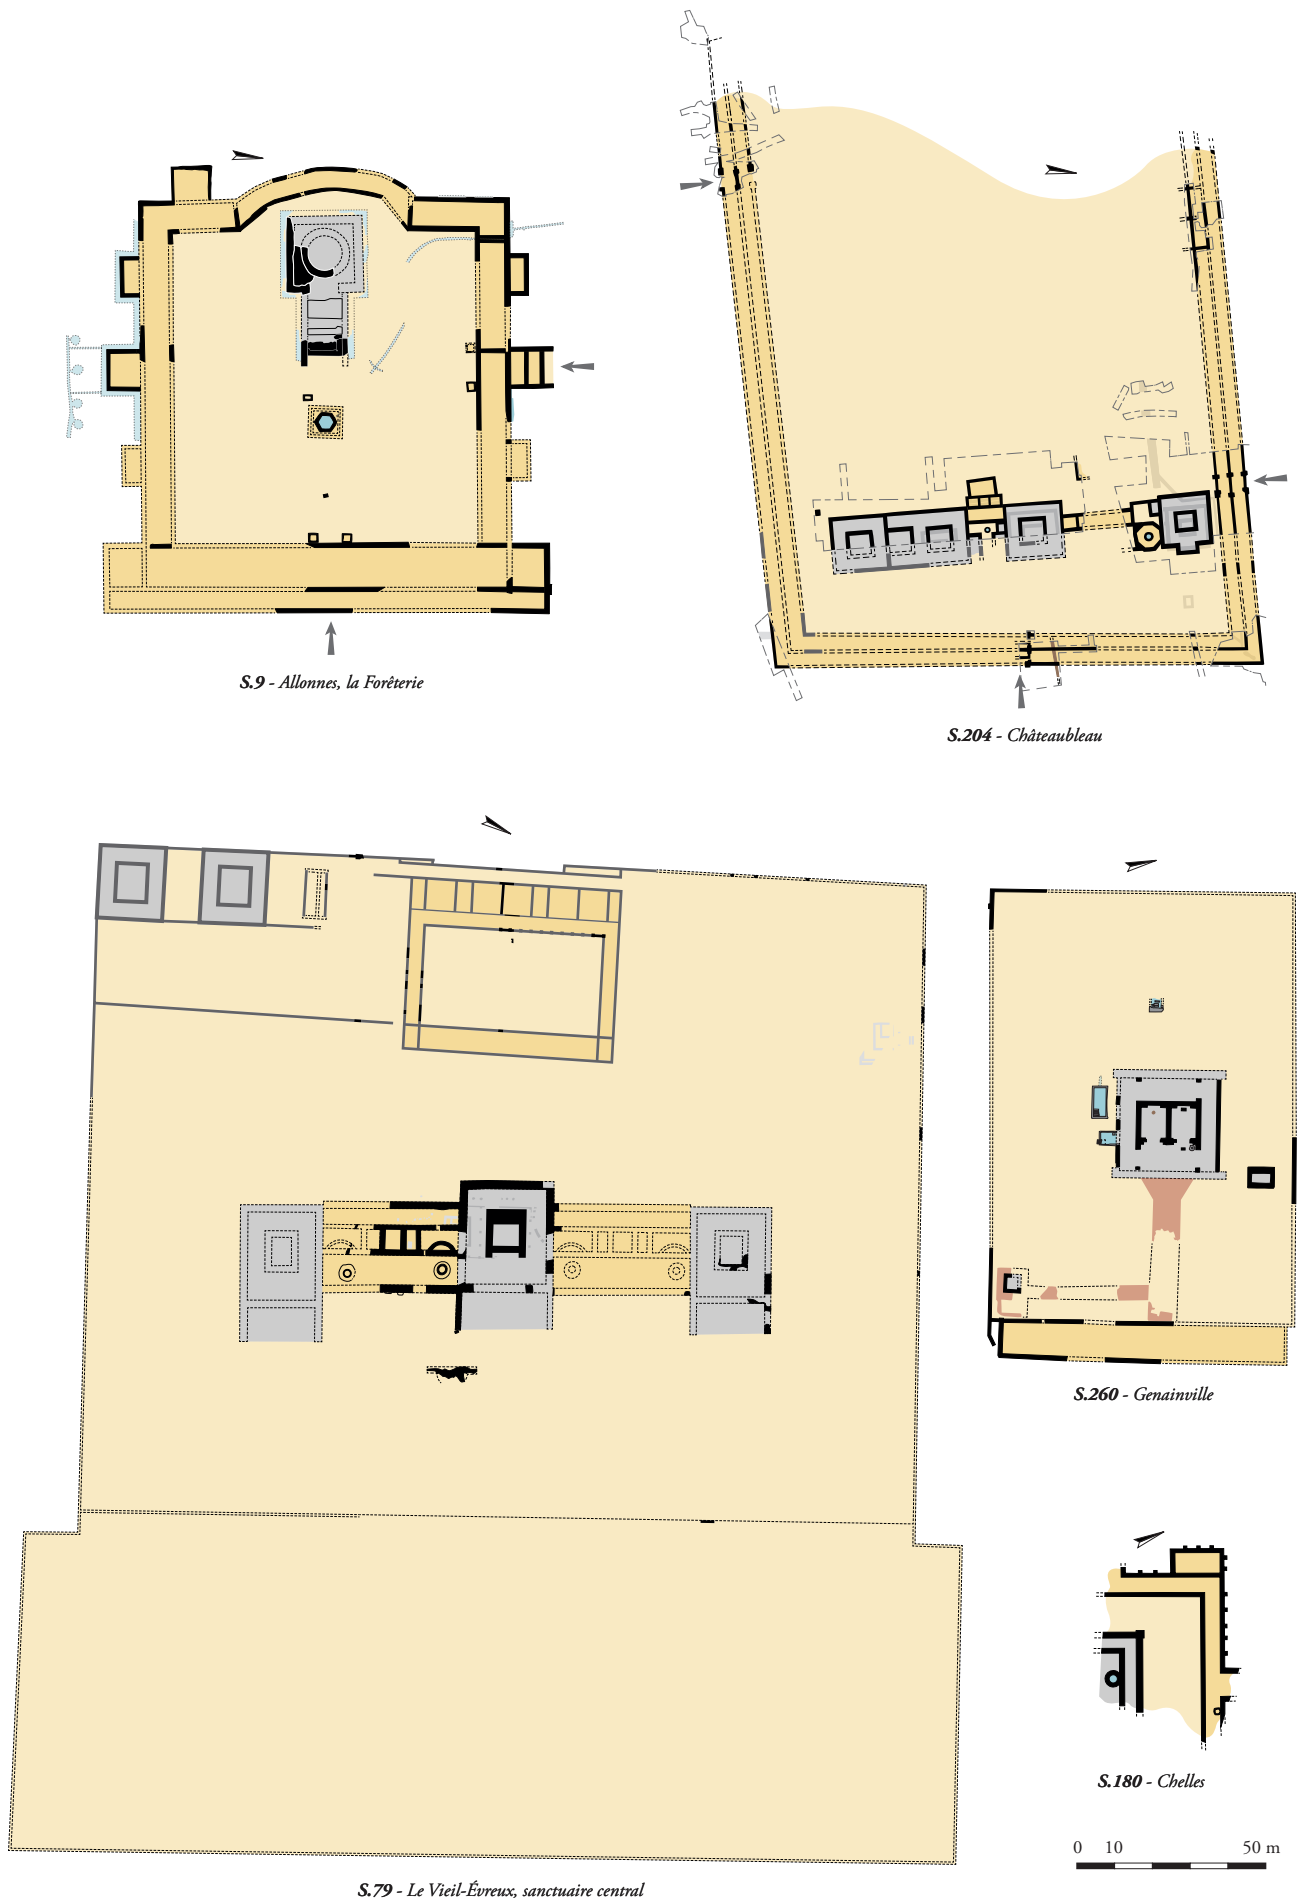 S.9 - Allonnes, la Forêterie
S.204 - Châteaubleau
S.260 - Genainville
S.180 - Chelles
0 10 50 m
S.79 - Le Vieil-Évreux, sanctuaire central